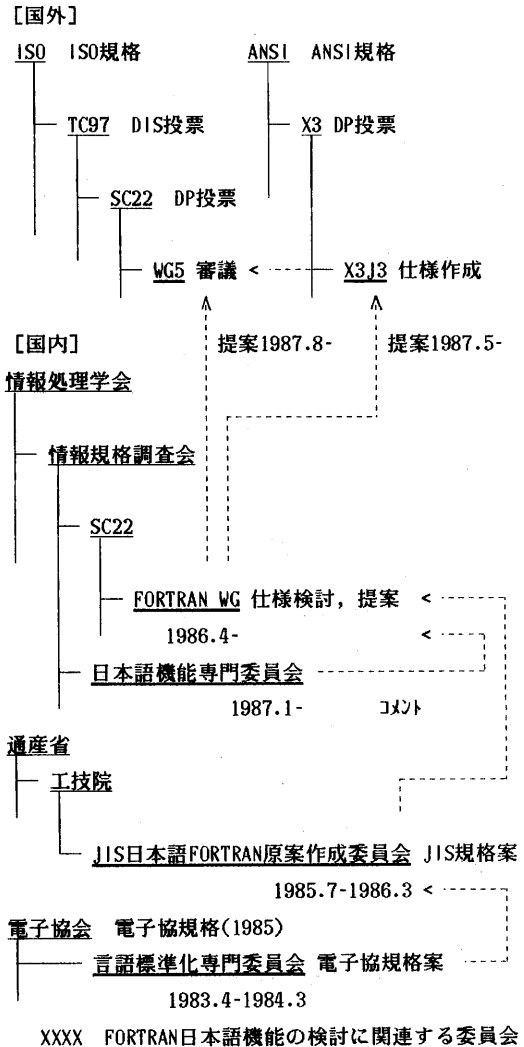 [国外]
ISO ISO規格 ANSI ANSI規格
TC97 DIS投票 X3 DP投票
SC22 DP投票
WG5 審議 < X3J3 仕様作成
[国内] 提案1987.8- 提案1987.5-
情報処理学会
情報規格調査会
SC22
FORTRAN WG 仕様検討, 提案 <
1986.4- <
日本語機能専門委員会
1987.1- コメント
通産省
工技院
JIS日本語FORTRAN原案作成委員会 JIS規格案
1985.7-1986.3 <
電子協会 電子協規格(1985)
言語標準化専門委員会 電子協規格案
1983.4-1984.3
XXXX FORTRAN日本語機能の検討に関連する委員会